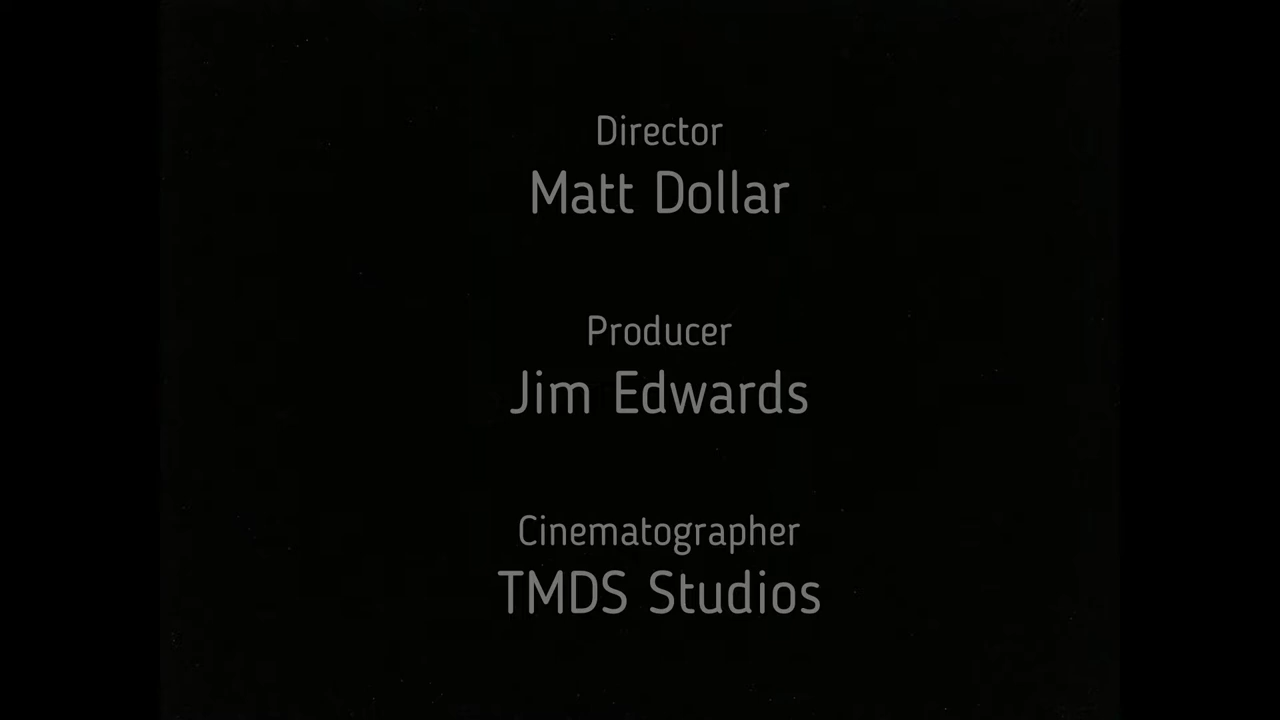 Director
Matt Dollar
Producer
Jim Edwards
Cinematographer
TMDS Studios